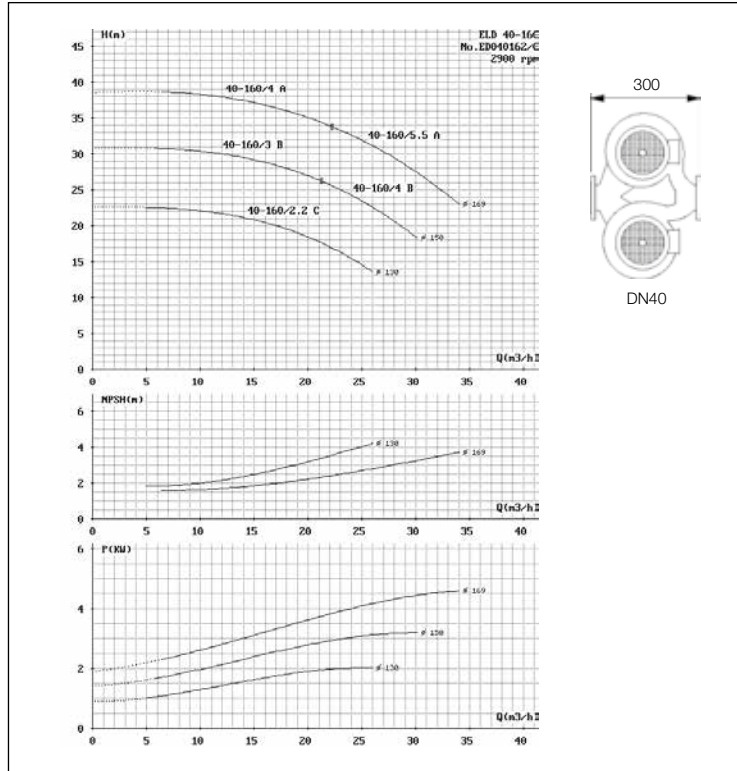 H(m)
ELD 40-160
No.ED040162/
2900 rpm
45
40
35
30
25
20
15
10
5
0
40-160/4 A
40-160/5.5 A
40-160/3 B
40-160/4 B
40-160/2.2 C
ø 169
ø 150
ø 130
Q(m3/h)
0 5 10 15 20 25 30 35 40
NPSH(m)
6
4
2
0
ø 130
ø 169
Q(m3/h)
0 5 10 15 20 25 30 35 40
P(KW)
6
4
2
0
ø 169
ø 150
ø 130
Q(m3/h)
0 5 10 15 20 25 30 35 40
300
DN40